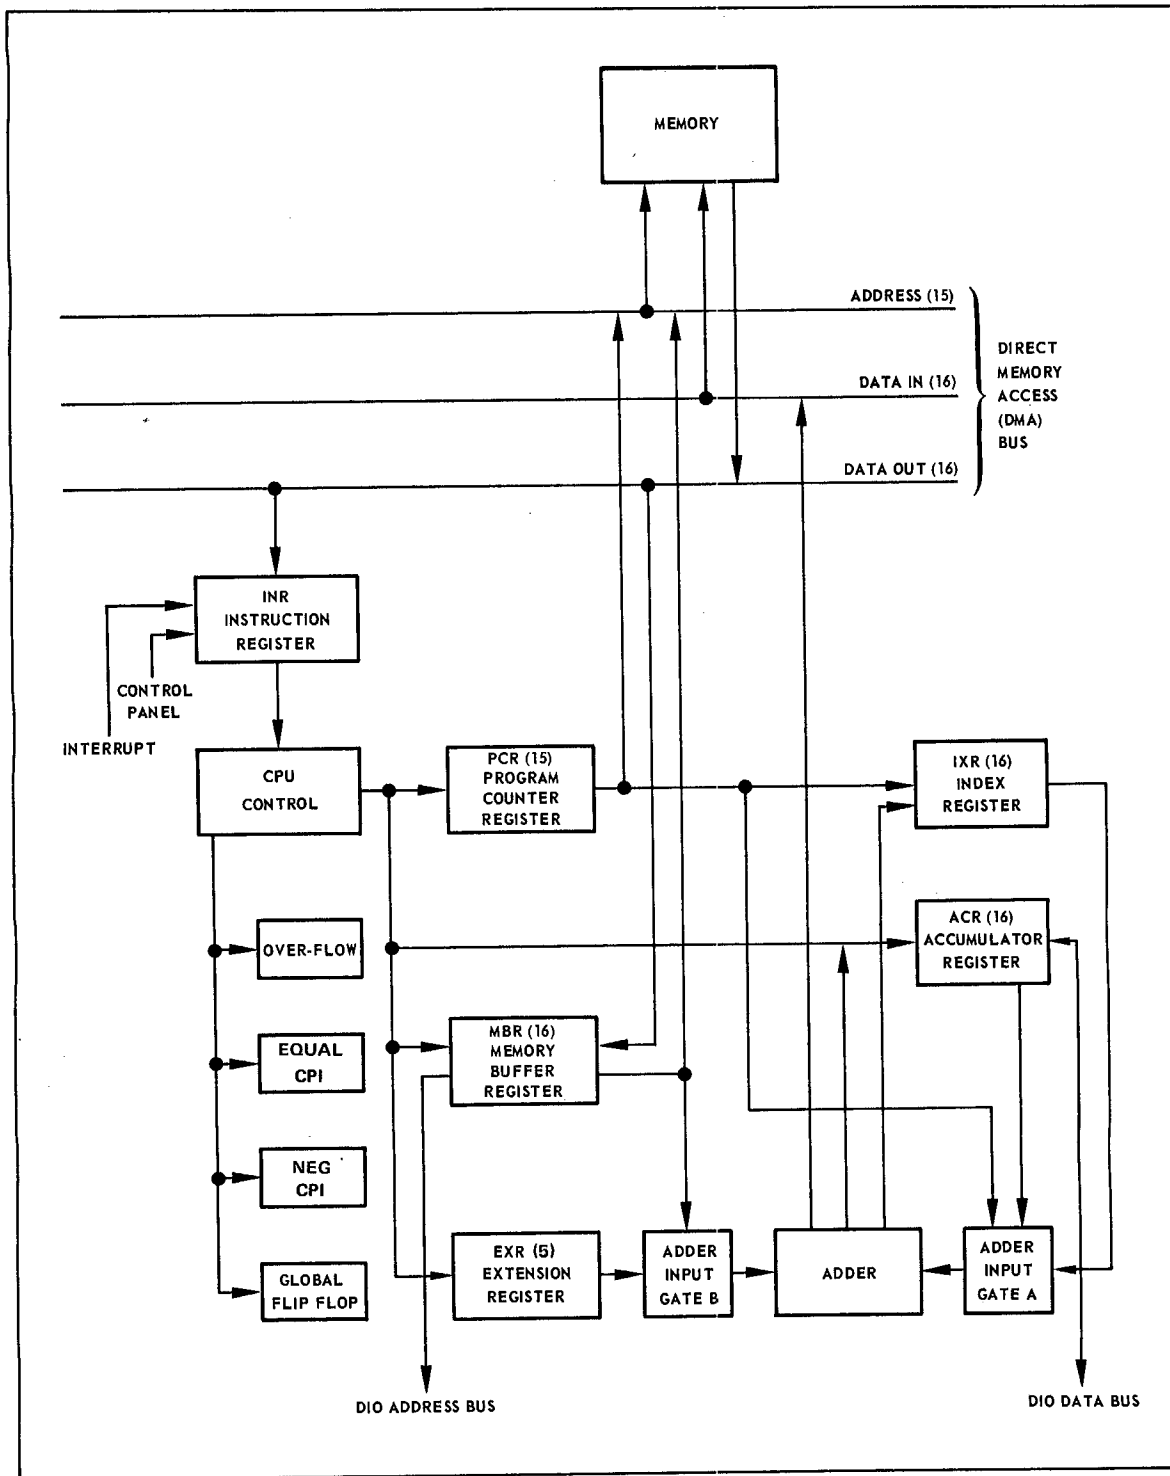 MEMORY
ADDRESS (15)
DATA IN (16)
DATA OUT (16)
DIRECT
MEMORY
ACCESS
(DMA)
BUS
INR
INSTRUCTION
REGISTER
CONTROL
PANEL
INTERRUPT
CPU
CONTROL
PCR (15)
PROGRAM
COUNTER
REGISTER
IXR (16)
INDEX
REGISTER
OVER-FLOW
ACR (16)
ACCUMULATOR
REGISTER
EQUAL
CPI
MBR (16)
MEMORY
BUFFER
REGISTER
NEG
CPI
GLOBAL
FLIP FLOP
EXR (5)
EXTENSION
REGISTER
ADDER
INPUT
GATE B
ADDER
ADDER
INPUT
GATE A
DIO ADDRESS BUS
DIO DATA BUS